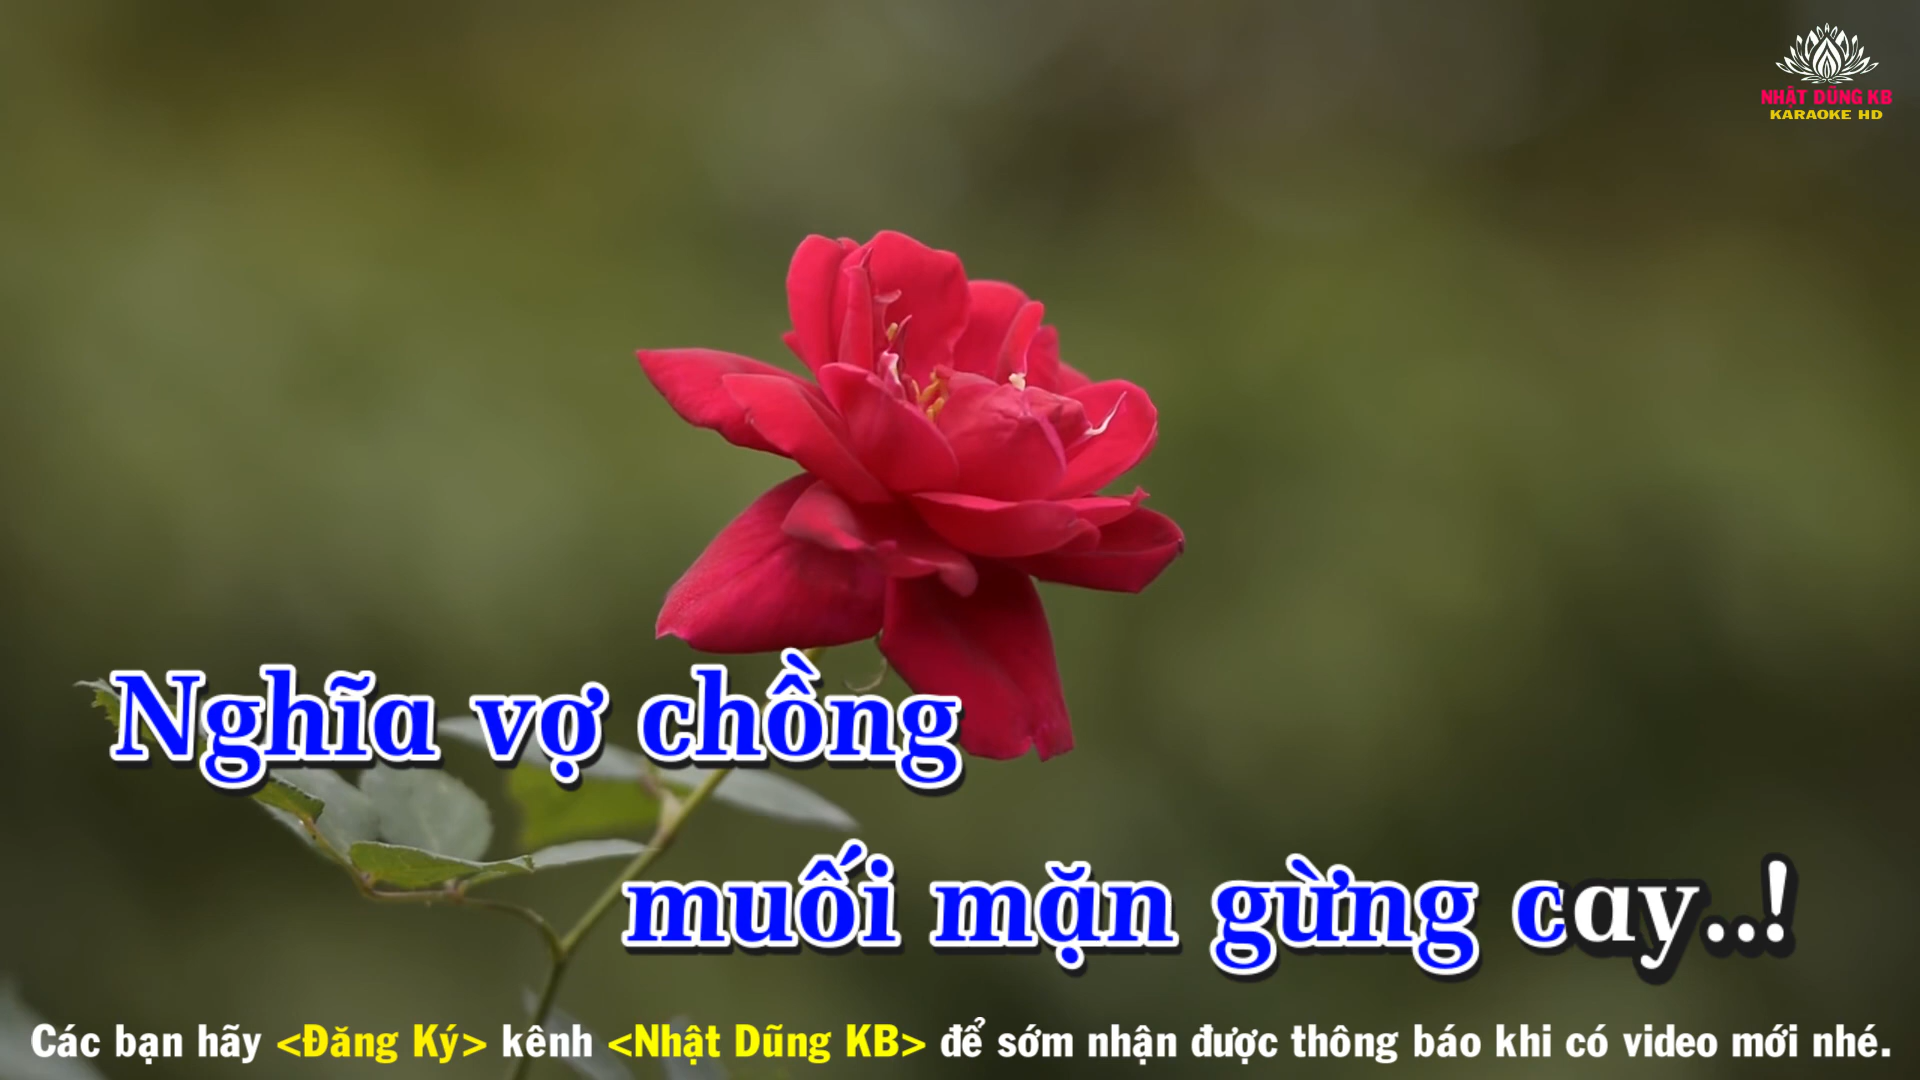 NHẬT DŨNG KB
KARAOKE HD
Nghĩa vợ chồng
muối mặn gừng cay..!
Các bạn hãy <Đăng Ký> kênh <Nhật Dũng KB> để sớm nhận được thông báo khi có video mới nhé.